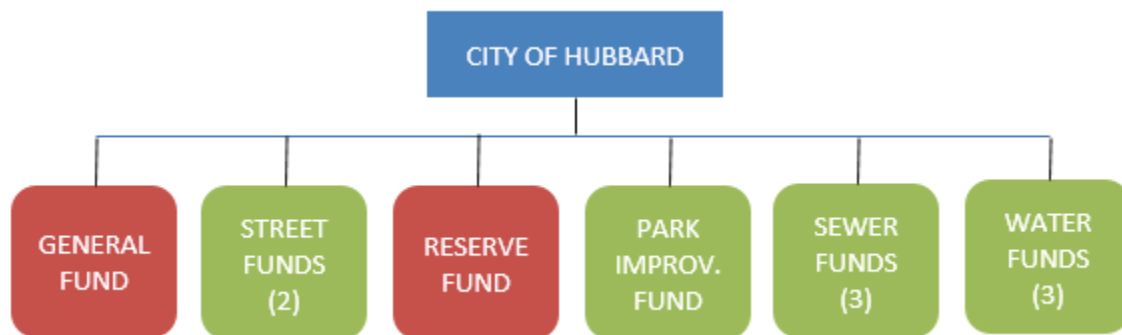 CITY OF HUBBARD
GENERAL
FUND
STREET
FUNDS
(2)
RESERVE
FUND
PARK
IMPROV.
FUND
SEWER
FUNDS
(3)
WATER
FUNDS
(3)